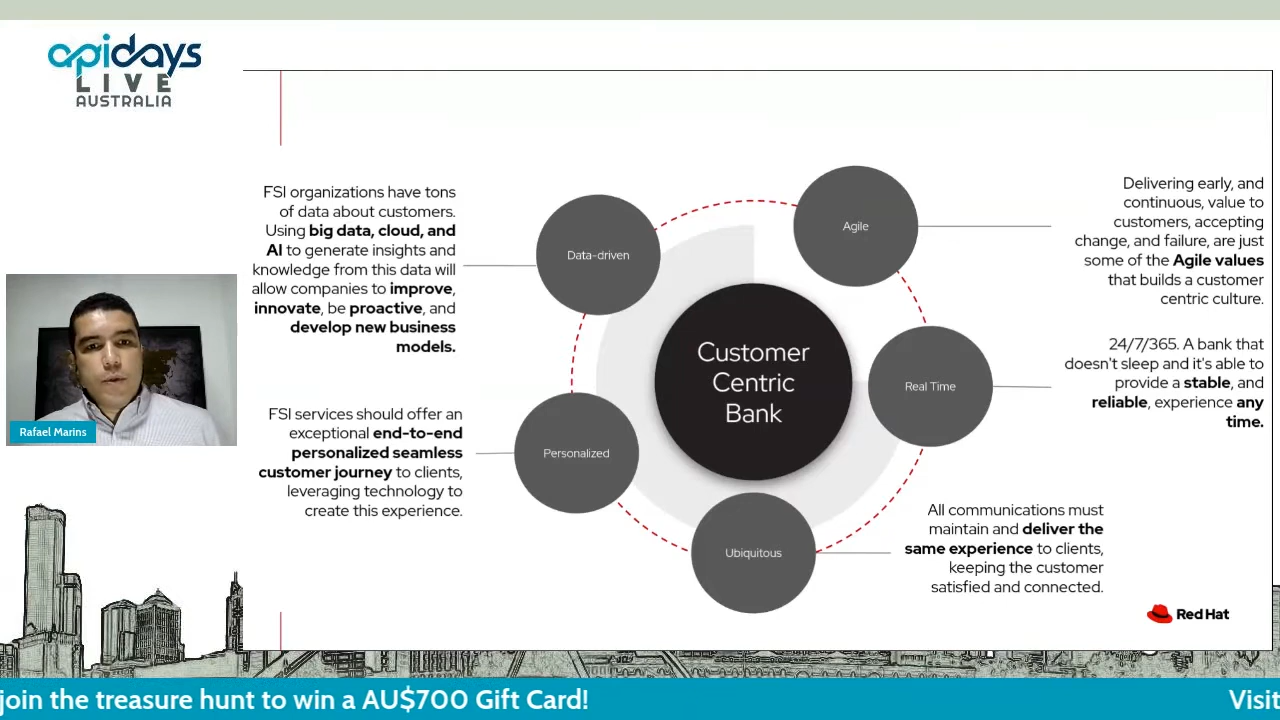 apidays
LIVE
AUSTRALIA
FSI organizations have tons
of data about customers.
Using big data, cloud, and
AI to generate insights and
knowledge from this data will
allow companies to improve,
innovate, be proactive, and
develop new business
models.
Data-driven
Agile
Delivering early, and
continuous, value to
customers, accepting
change, and failure, are just
some of the Agile values
that builds a customer
centric culture.
Customer
Centric
Bank
Real Time
24/7/365. A bank that
doesn't sleep and it's able to
provide a stable, and
reliable, experience any
time.
FSI services should offer an
exceptional end-to-end
personalized seamless
customer journey to clients,
leveraging technology to
create this experience.
Personalized
Ubiquitous
All communications must
maintain and deliver the
same experience to clients,
keeping the customer
satisfied and connected.
Rafael Marins
Red Hat
join the treasure hunt to win a AU$700 Gift Card!
Visit